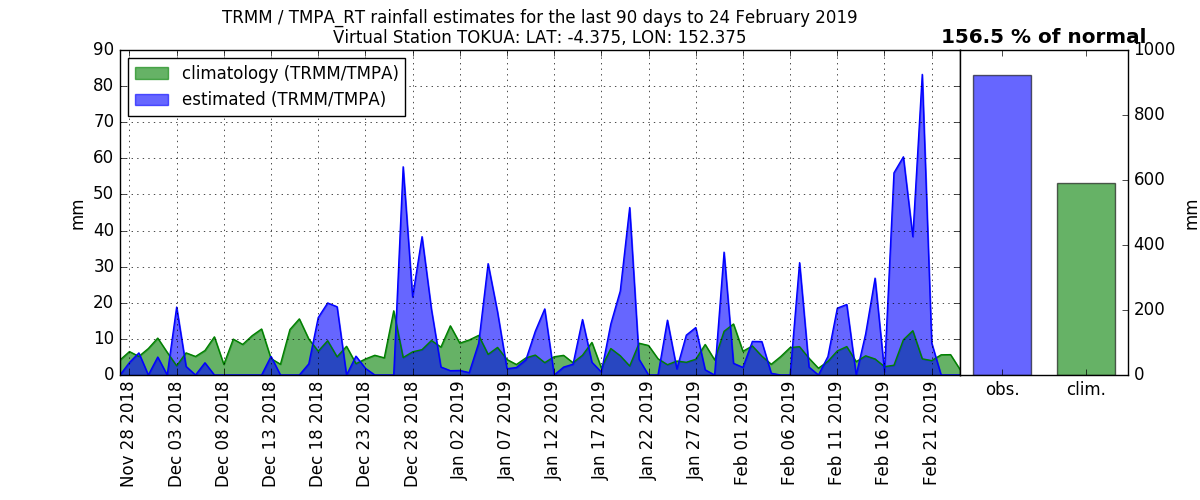 TRMM / TMPA_RT rainfall estimates for the last 90 days to 24 February 2019
Virtual Station TOKUA: LAT: -4.375, LON: 152.375
156.5 % of normal
climatology (TRMM/TMPA)
estimated (TRMM/TMPA)
90
80
70
60
50
40
30
20
10
0
mm
Nov 28 2018
Dec 03 2018
Dec 08 2018
Dec 13 2018
Dec 18 2018
Dec 23 2018
Dec 28 2018
Jan 02 2019
Jan 07 2019
Jan 12 2019
Jan 17 2019
Jan 22 2019
Jan 27 2019
Feb 01 2019
Feb 06 2019
Feb 11 2019
Feb 16 2019
Feb 21 2019
obs.
clim.
1000
800
600
400
200
0
mm